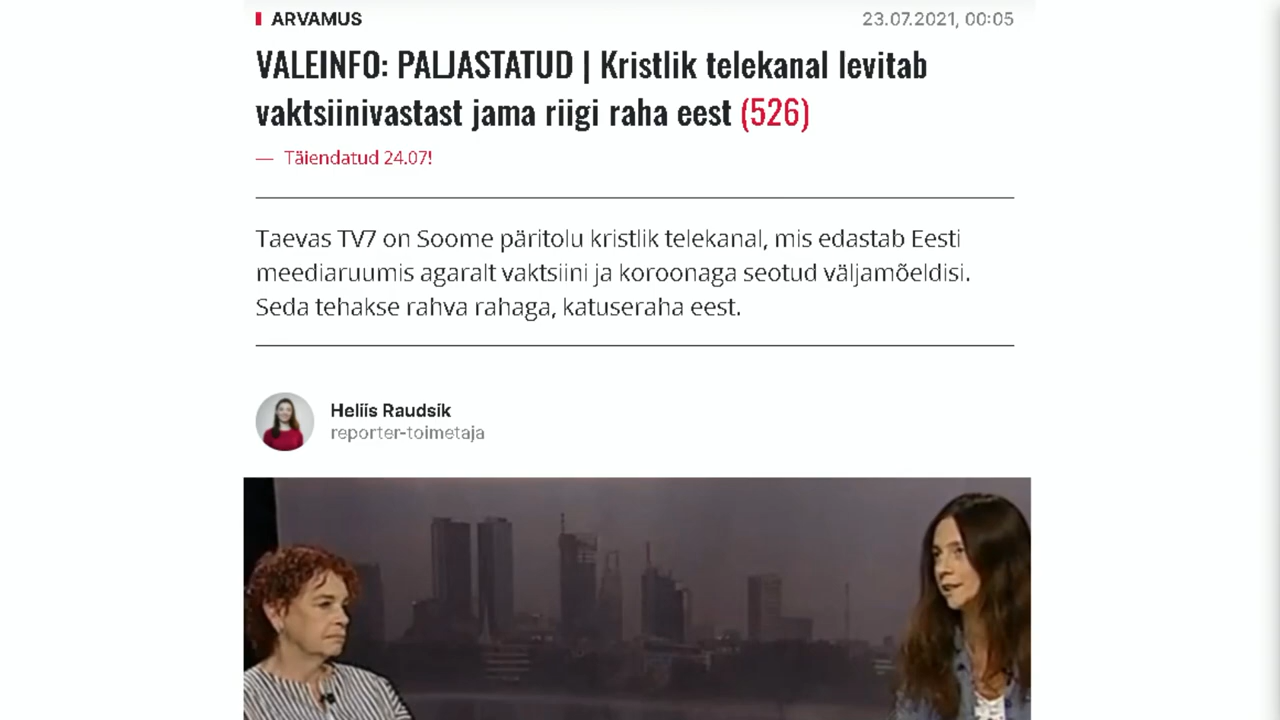 ARVAMUS
23.07.2021, 00:05
VALEINFO: PALJASTATUD | Kristlik telekanal levitab
vaktsiinivastast jama riigi raha eest (526)
— Täiendatud 24.07!
Taevas TV7 on Soome päritolu kristlik telekanal, mis edastab Eesti
meediaruumis agaralt vaktsiini ja koroonaga seotud väljamõeldisi.
Seda tehakse rahva rahaga, katuseraha eest.
Heliis Raudsik
reporter-toimetaja